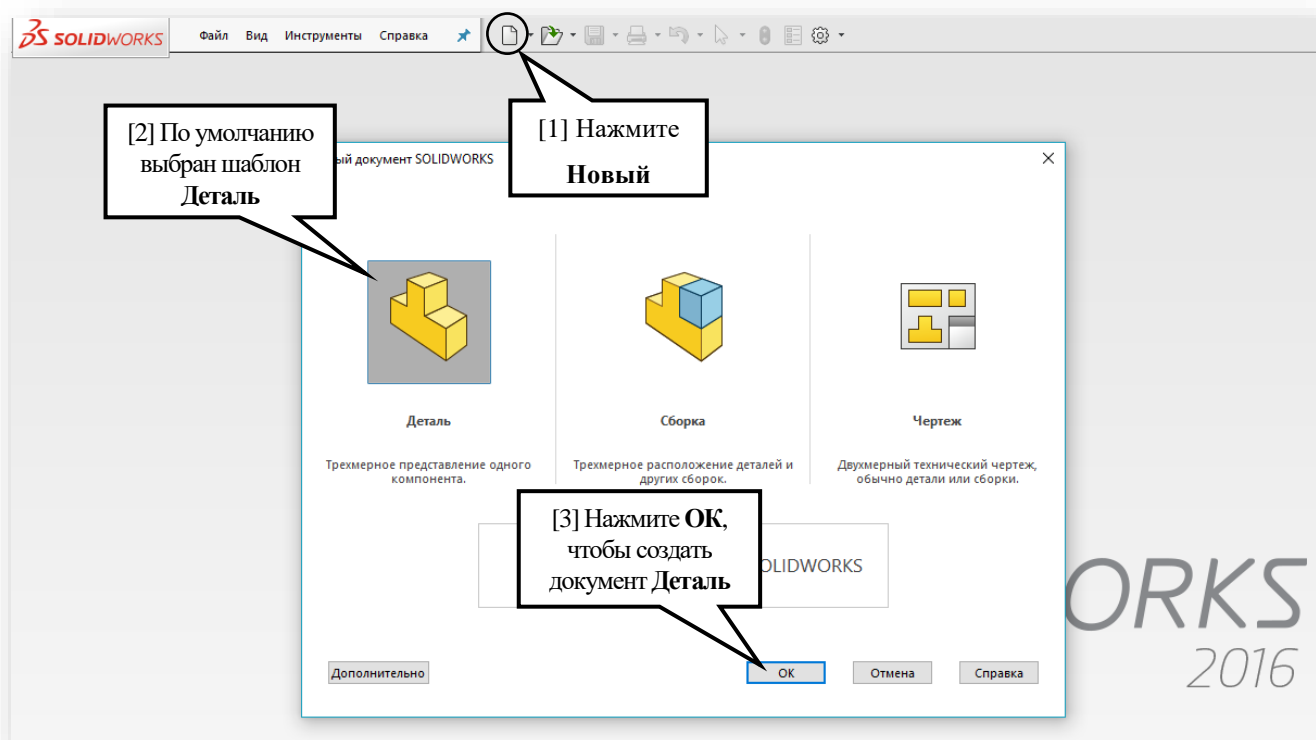 SOLIDWORKS Файл Вид Инструменты Справка
[1] Нажмите
Новый
[2] По умолчанию
выбран шаблон
Деталь
ый документ SOLIDWORKS
Деталь
Трехмерное представление одного
компонента.
Сборка
Трехмерное расположение деталей и
других сборок.
Чертеж
Двухмерный технический чертеж,
обычно детали или сборки.
[3] Нажмите ОК,
чтобы создать
документ Деталь
OLIDWORKS
ORKS
2016
Дополнительно
OK
Отмена
Справка